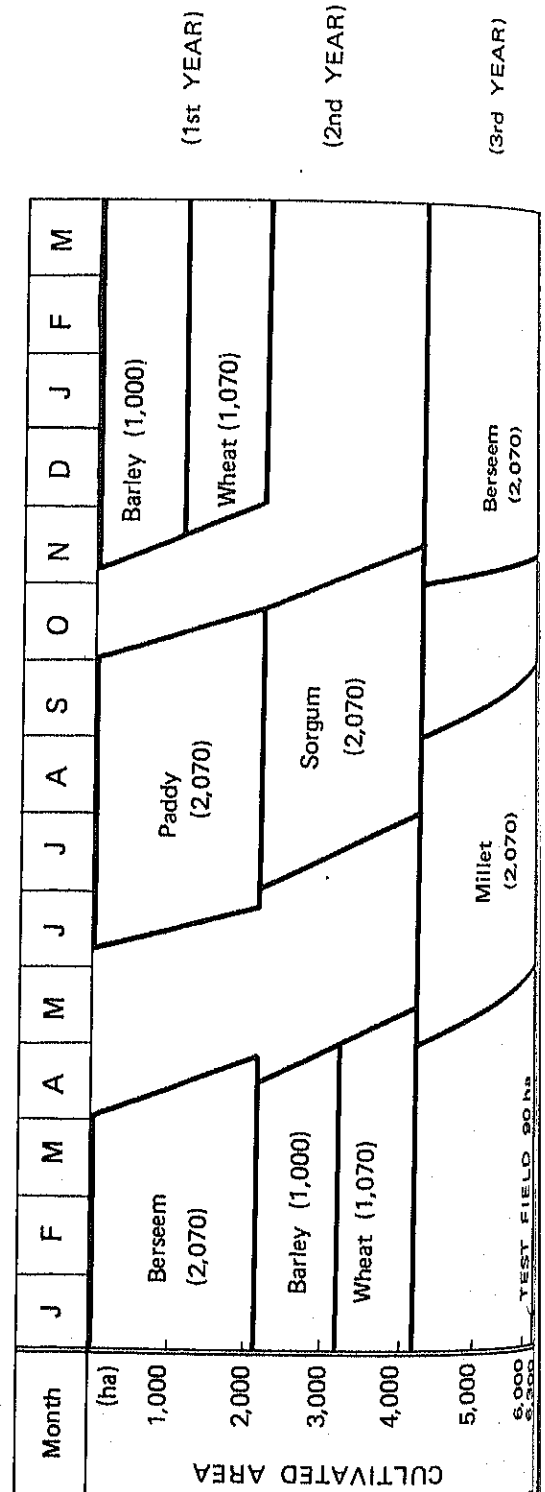 Month J F M A M J J A S O N D J F M
CULTIVATED AREA
(ha)
1,000
2,000
3,000
4,000
5,000
6,000
6,300
Berseem
(2,070)
Paddy
(2,070)
Barley (1,000)
Wheat (1,070)
(1st YEAR)
Barley (1,000)
Wheat (1,070)
Sorgum
(2,070)
(2nd YEAR)
Millet
(2,070)
Berseem
(2,070)
(3rd YEAR)
TEST FIELD 90 ha